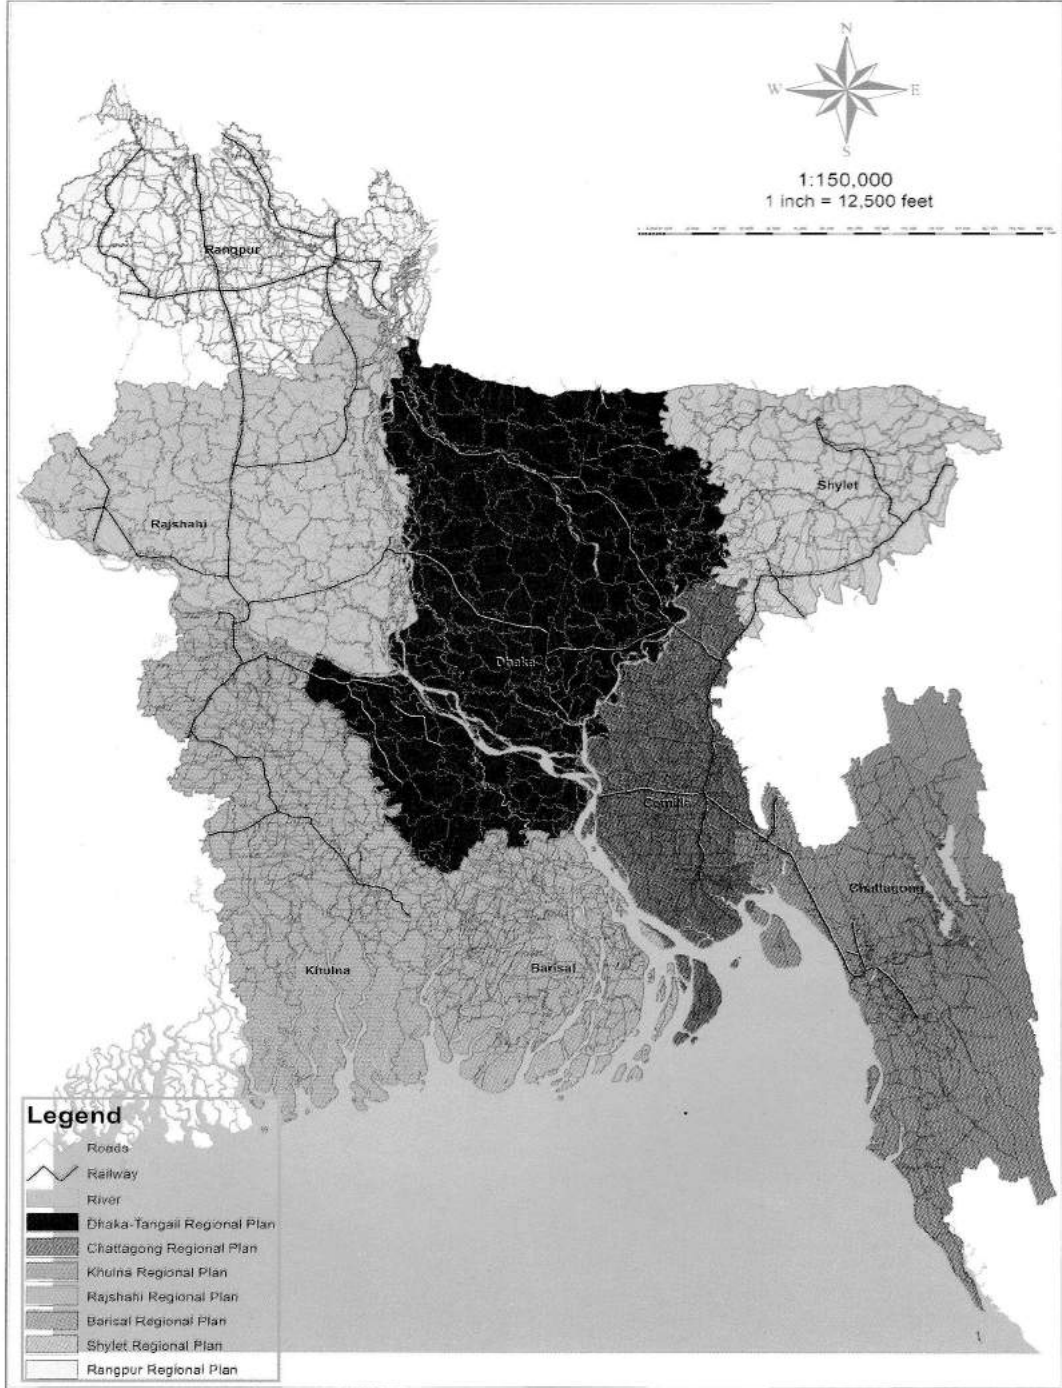 N
W E
S
1:150,000
1 inch = 12,500 feet
Rangpur
Shylet
Rajshahi
Dhaka
Comilla
Chattagong
Khulna
Barisal
Legend
Roads
Railway
River
Dhaka-Tangail Regional Plan
Chattagong Regional Plan
Khulna Regional Plan
Rajshahi Regional Plan
Barisal Regional Plan
Shylet Regional Plan
Rangpur Regional Plan